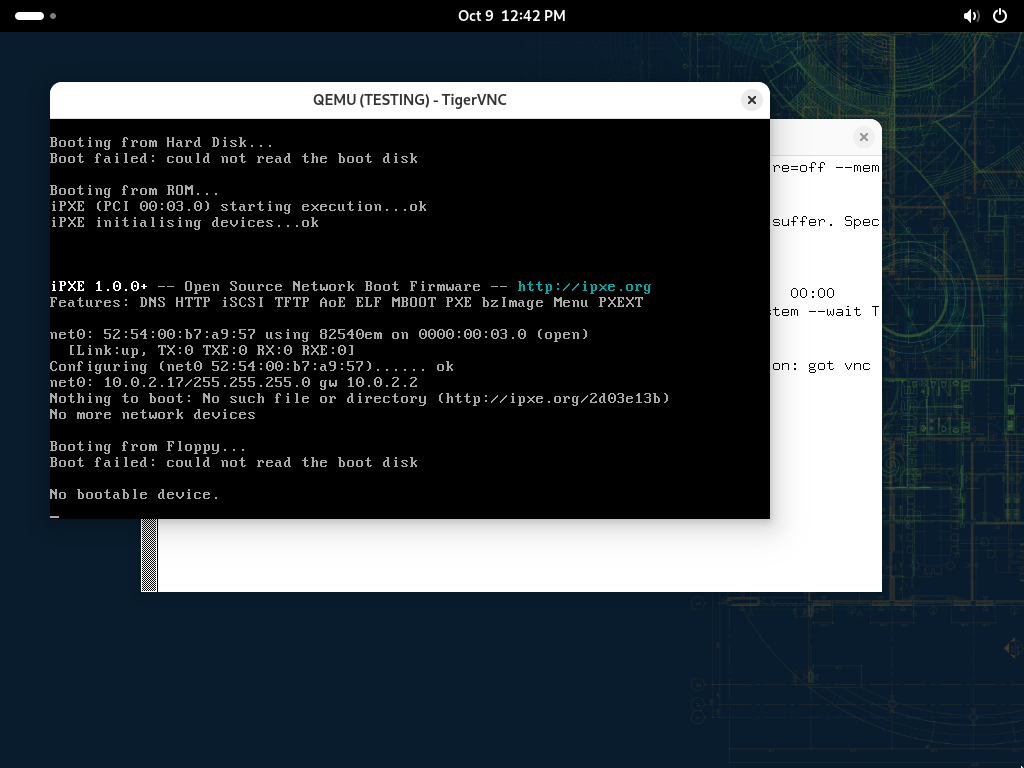 Oct 9 12:42 PM
QEMU (TESTING) - TigerVNC
Booting from Hard Disk...
Boot failed: could not read the boot disk
Booting from ROM...
iPXE (PCI 00:03.0) starting execution...ok
iPXE initialising devices...ok
iPXE 1.0.0+ -- Open Source Network Boot Firmware -- http://ipxe.org
Features: DNS HTTP iSCSI TFTP AoE ELF MBOOT PXE bzImage Menu PXEXT
net0: 52:54:00:b7:a9:57 using 82540em on 0000:00:03.0 (open)
[Link:up, TX:0 TXE:0 RX:0 RXE:0]
Configuring (net0 52:54:00:b7:a9:57)...... ok
net0: 10.0.2.17/255.255.255.0 gw 10.0.2.2
Nothing to boot: No such file or directory (http://ipxe.org/2d03e13b)
No more network devices
Booting from Floppy...
Boot failed: could not read the boot disk
No bootable device.
re=off --mem
suffer. Spec
00:00
stem --wait T
on: got vnc